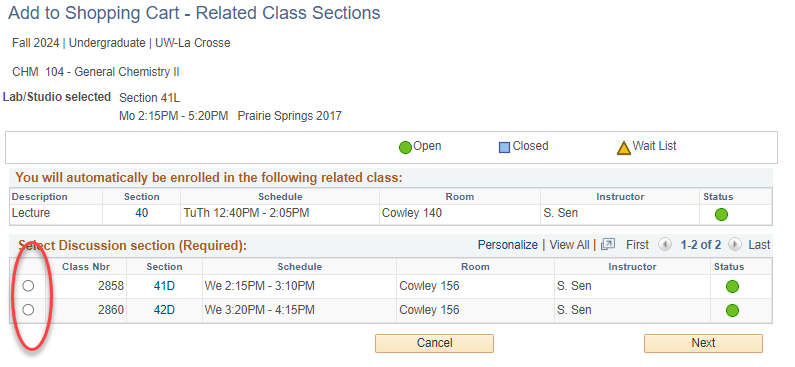 Add to Shopping Cart - Related Class Sections
Fall 2024 | Undergraduate | UW-La Crosse
CHM 104 - General Chemistry II
Lab/Studio selected Section 41L
Mo 2:15PM - 5:20PM Prairie Springs 2017
Open Closed Wait List
You will automatically be enrolled in the following related class:
Description Section Schedule Room Instructor Status
Lecture 40 TuTh 12:40PM - 2:05PM Cowley 140 S. Sen
Select Discussion section (Required): Personalize | View All | First 1-2 of 2 Last
Class Nbr Section Schedule Room Instructor Status
2858 41D We 2:15PM - 3:10PM Cowley 156 S. Sen
2860 42D We 3:20PM - 4:15PM Cowley 156 S. Sen
Cancel Next